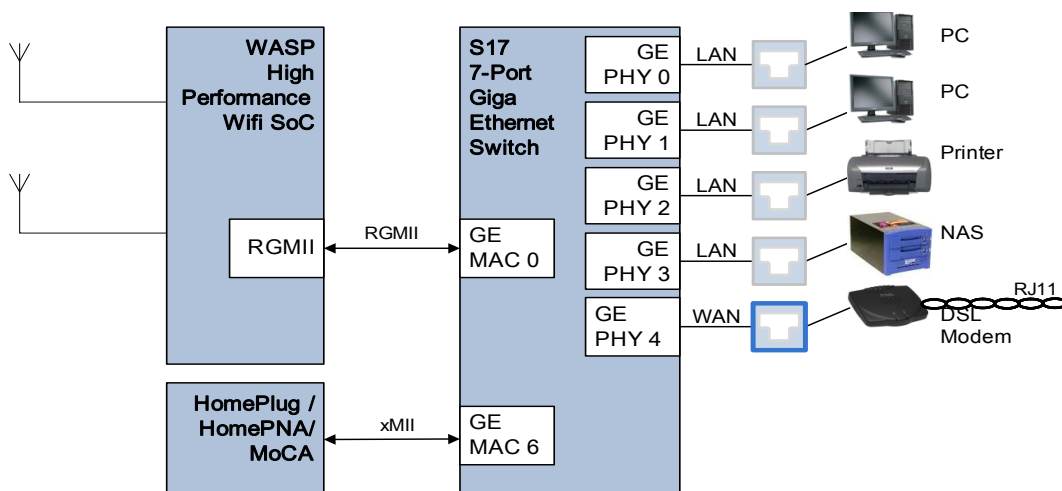 WASP
High
Performance
Wifi SoC
RGMII
RGMII
HomePlug /
HomePNA/
MoCA
xMII
S17
7-Port
Giga
Ethernet
Switch
GE
MAC 0
GE
MAC 6
GE
PHY 0
LAN
PC
GE
PHY 1
LAN
PC
GE
PHY 2
LAN
Printer
GE
PHY 3
LAN
NAS
GE
PHY 4
WAN
DSL
Modem
RJ11